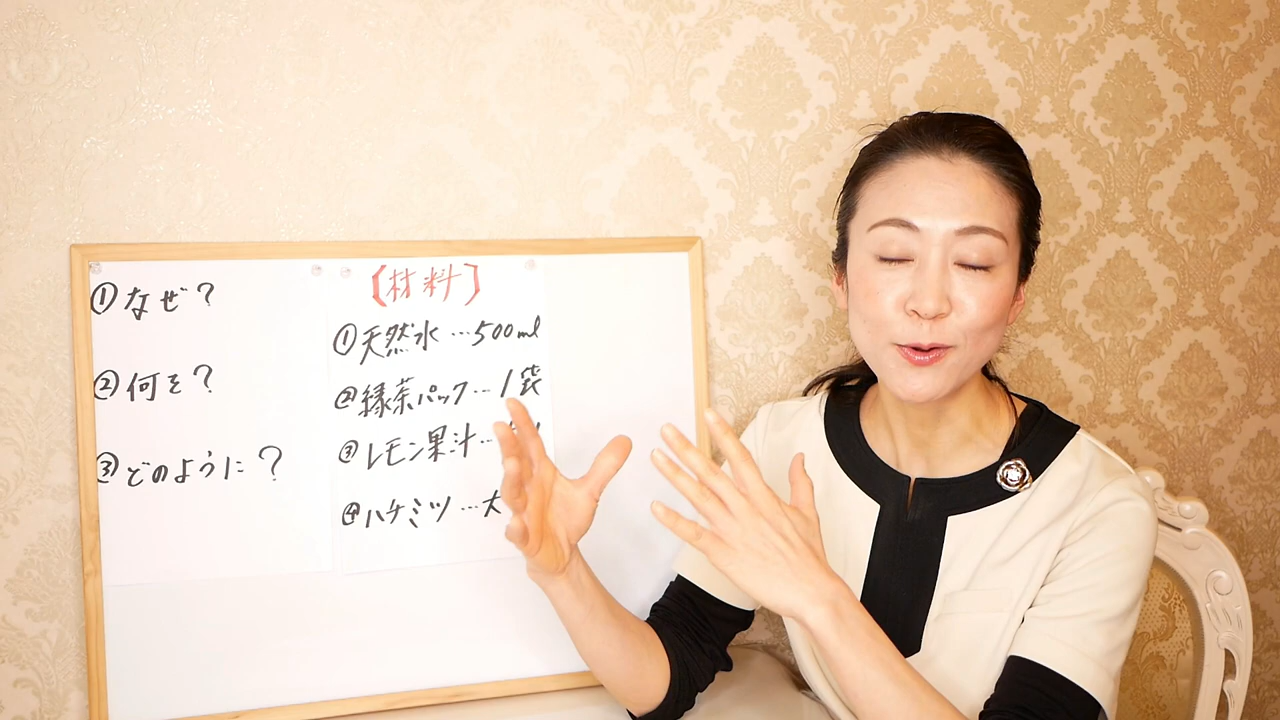 ①なぜ?
②何を?
③どのように?
【材料】
①天然水…500ml
②緑茶パック…1袋
③レモン果汁…
④ハチミツ…大